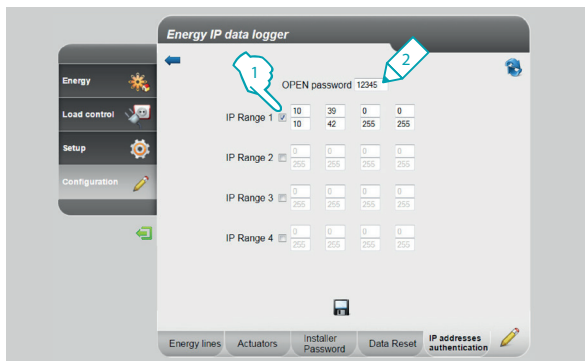 Energy IP data logger
Energy
Load control
Setup
Configuration
1
2
OPEN password 12345
IP Range 1 10 39 0 0
10 42 255 255
IP Range 2 0 0 0 0
255 255 255 255
IP Range 3 0 0 0 0
255 255 255 255
IP Range 4 0 0 0 0
255 255 255 255
Energy lines Actuators Installer Password Data Reset IP addresses authentication